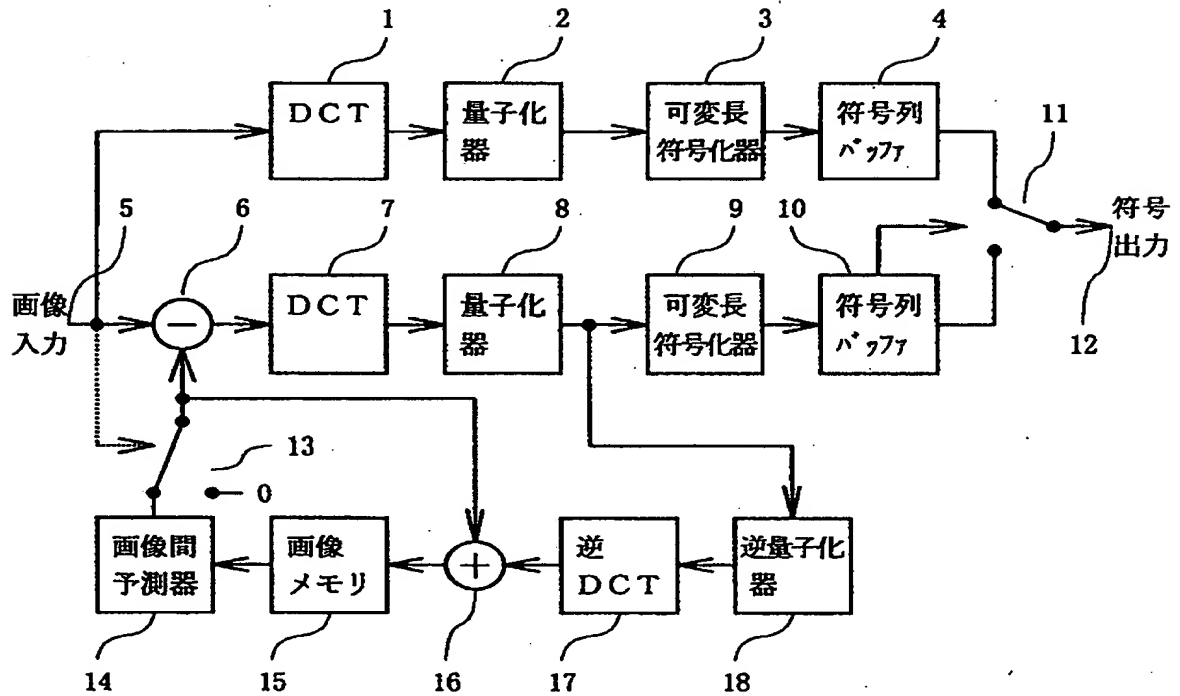 1
2
3
4
DCT
量子化
器
可変長
符号化器
符号列
バッファ
11
5
6
7
8
9
10
符号
出力
画像
入力
DCT
量子化
器
可変長
符号化器
符号列
バッファ
12
13
0
画像間
予測器
画像
メモリ
逆
DCT
逆量子化
器
14
15
16
17
18